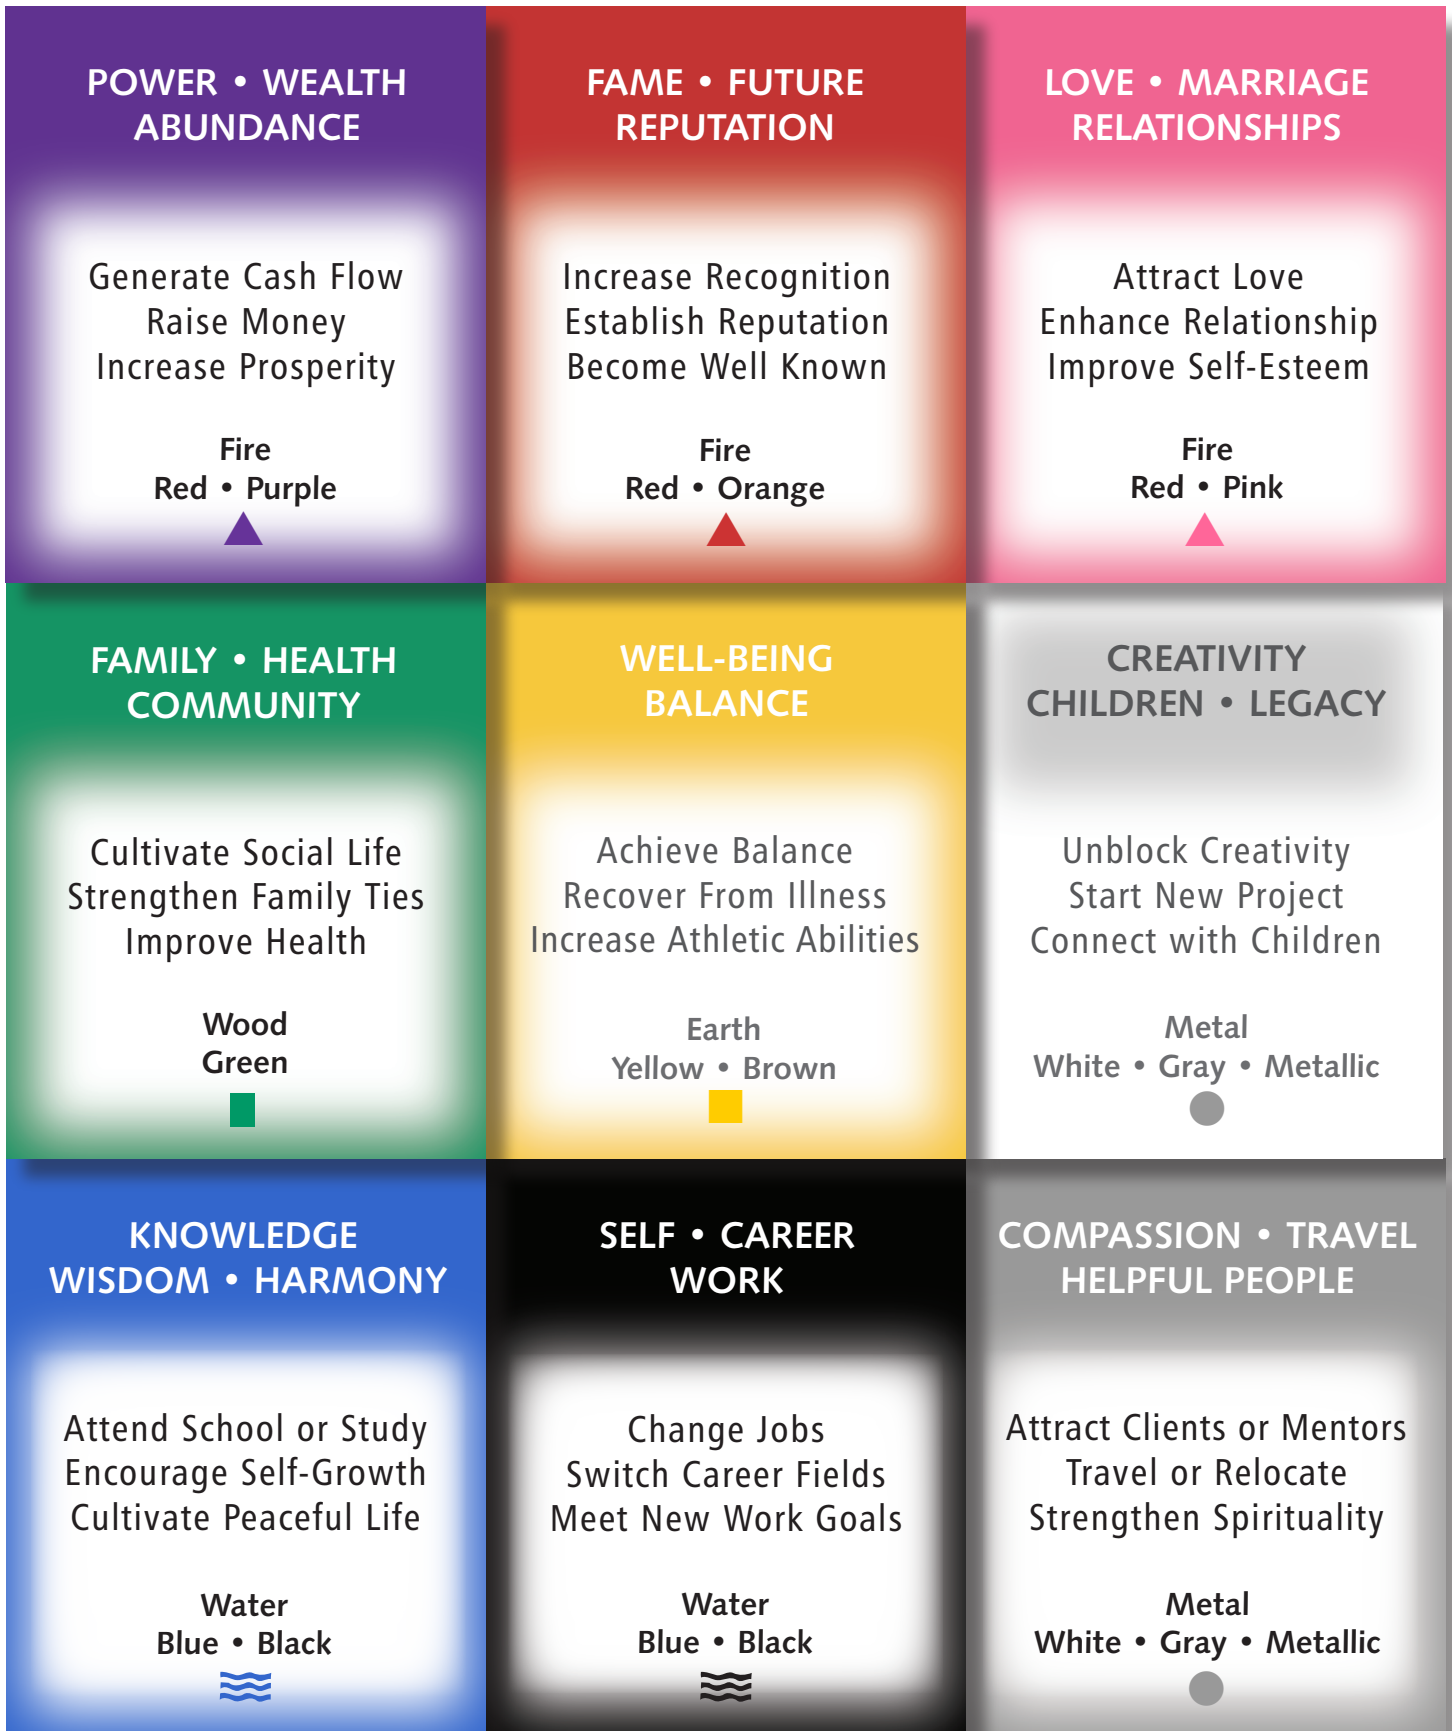 POWER • WEALTH
ABUNDANCE
Generate Cash Flow
Raise Money
Increase Prosperity
Fire
Red • Purple
FAME • FUTURE
REPUTATION
Increase Recognition
Establish Reputation
Become Well Known
Fire
Red • Orange
LOVE • MARRIAGE
RELATIONSHIPS
Attract Love
Enhance Relationship
Improve Self-Esteem
Fire
Red • Pink
FAMILY • HEALTH
COMMUNITY
Cultivate Social Life
Strengthen Family Ties
Improve Health
Wood
Green
WELL-BEING
BALANCE
Achieve Balance
Recover From Illness
Increase Athletic Abilities
Earth
Yellow • Brown
CREATIVITY
CHILDREN • LEGACY
Unblock Creativity
Start New Project
Connect with Children
Metal
White • Gray • Metallic
KNOWLEDGE
WISDOM • HARMONY
Attend School or Study
Encourage Self-Growth
Cultivate Peaceful Life
Water
Blue • Black
SELF • CAREER
WORK
Change Jobs
Switch Career Fields
Meet New Work Goals
Water
Blue • Black
COMPASSION • TRAVEL
HELPFUL PEOPLE
Attract Clients or Mentors
Travel or Relocate
Strengthen Spirituality
Metal
White • Gray • Metallic